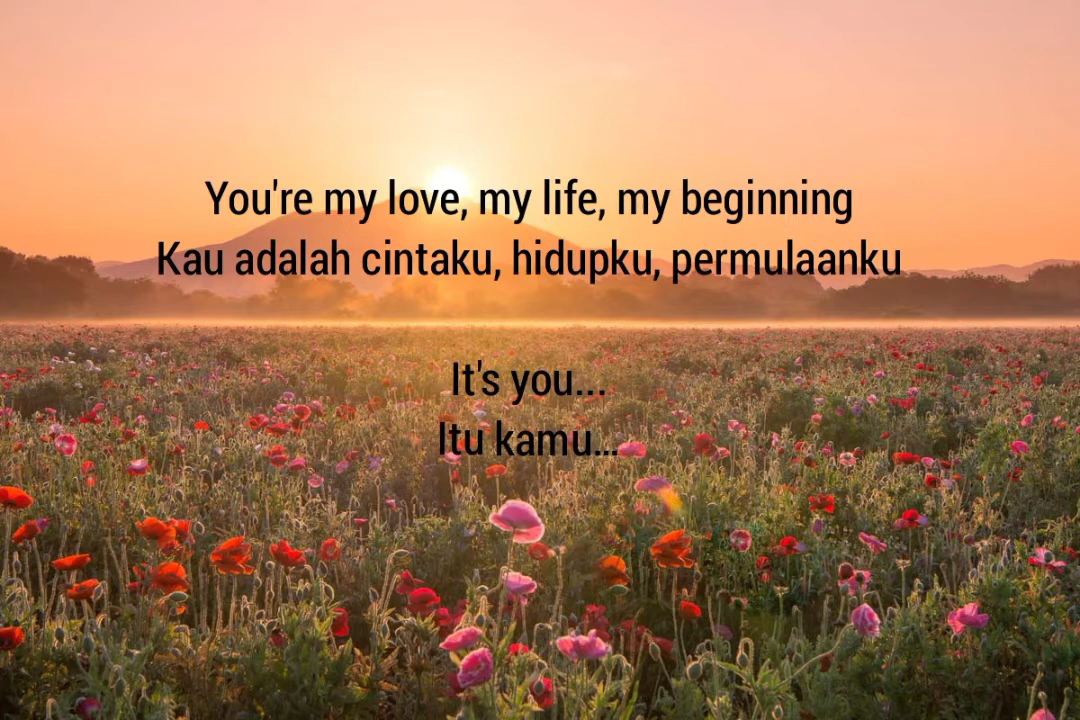 You're my love, my life, my beginning
Kau adalah cintaku, hidupku, permulaanku
It's you...
Itu kamu...